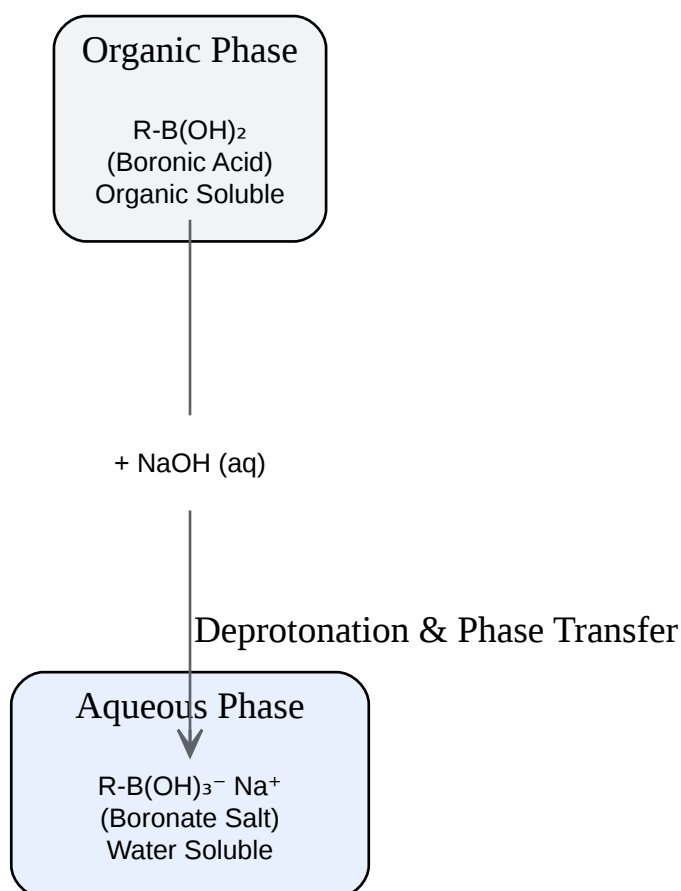 Organic Phase
R-B(OH)₂
(Boronic Acid)
Organic Soluble
+ NaOH (aq)
Deprotonation & Phase Transfer
Aqueous Phase
R-B(OH)₃⁻ Na⁺
(Boronate Salt)
Water Soluble